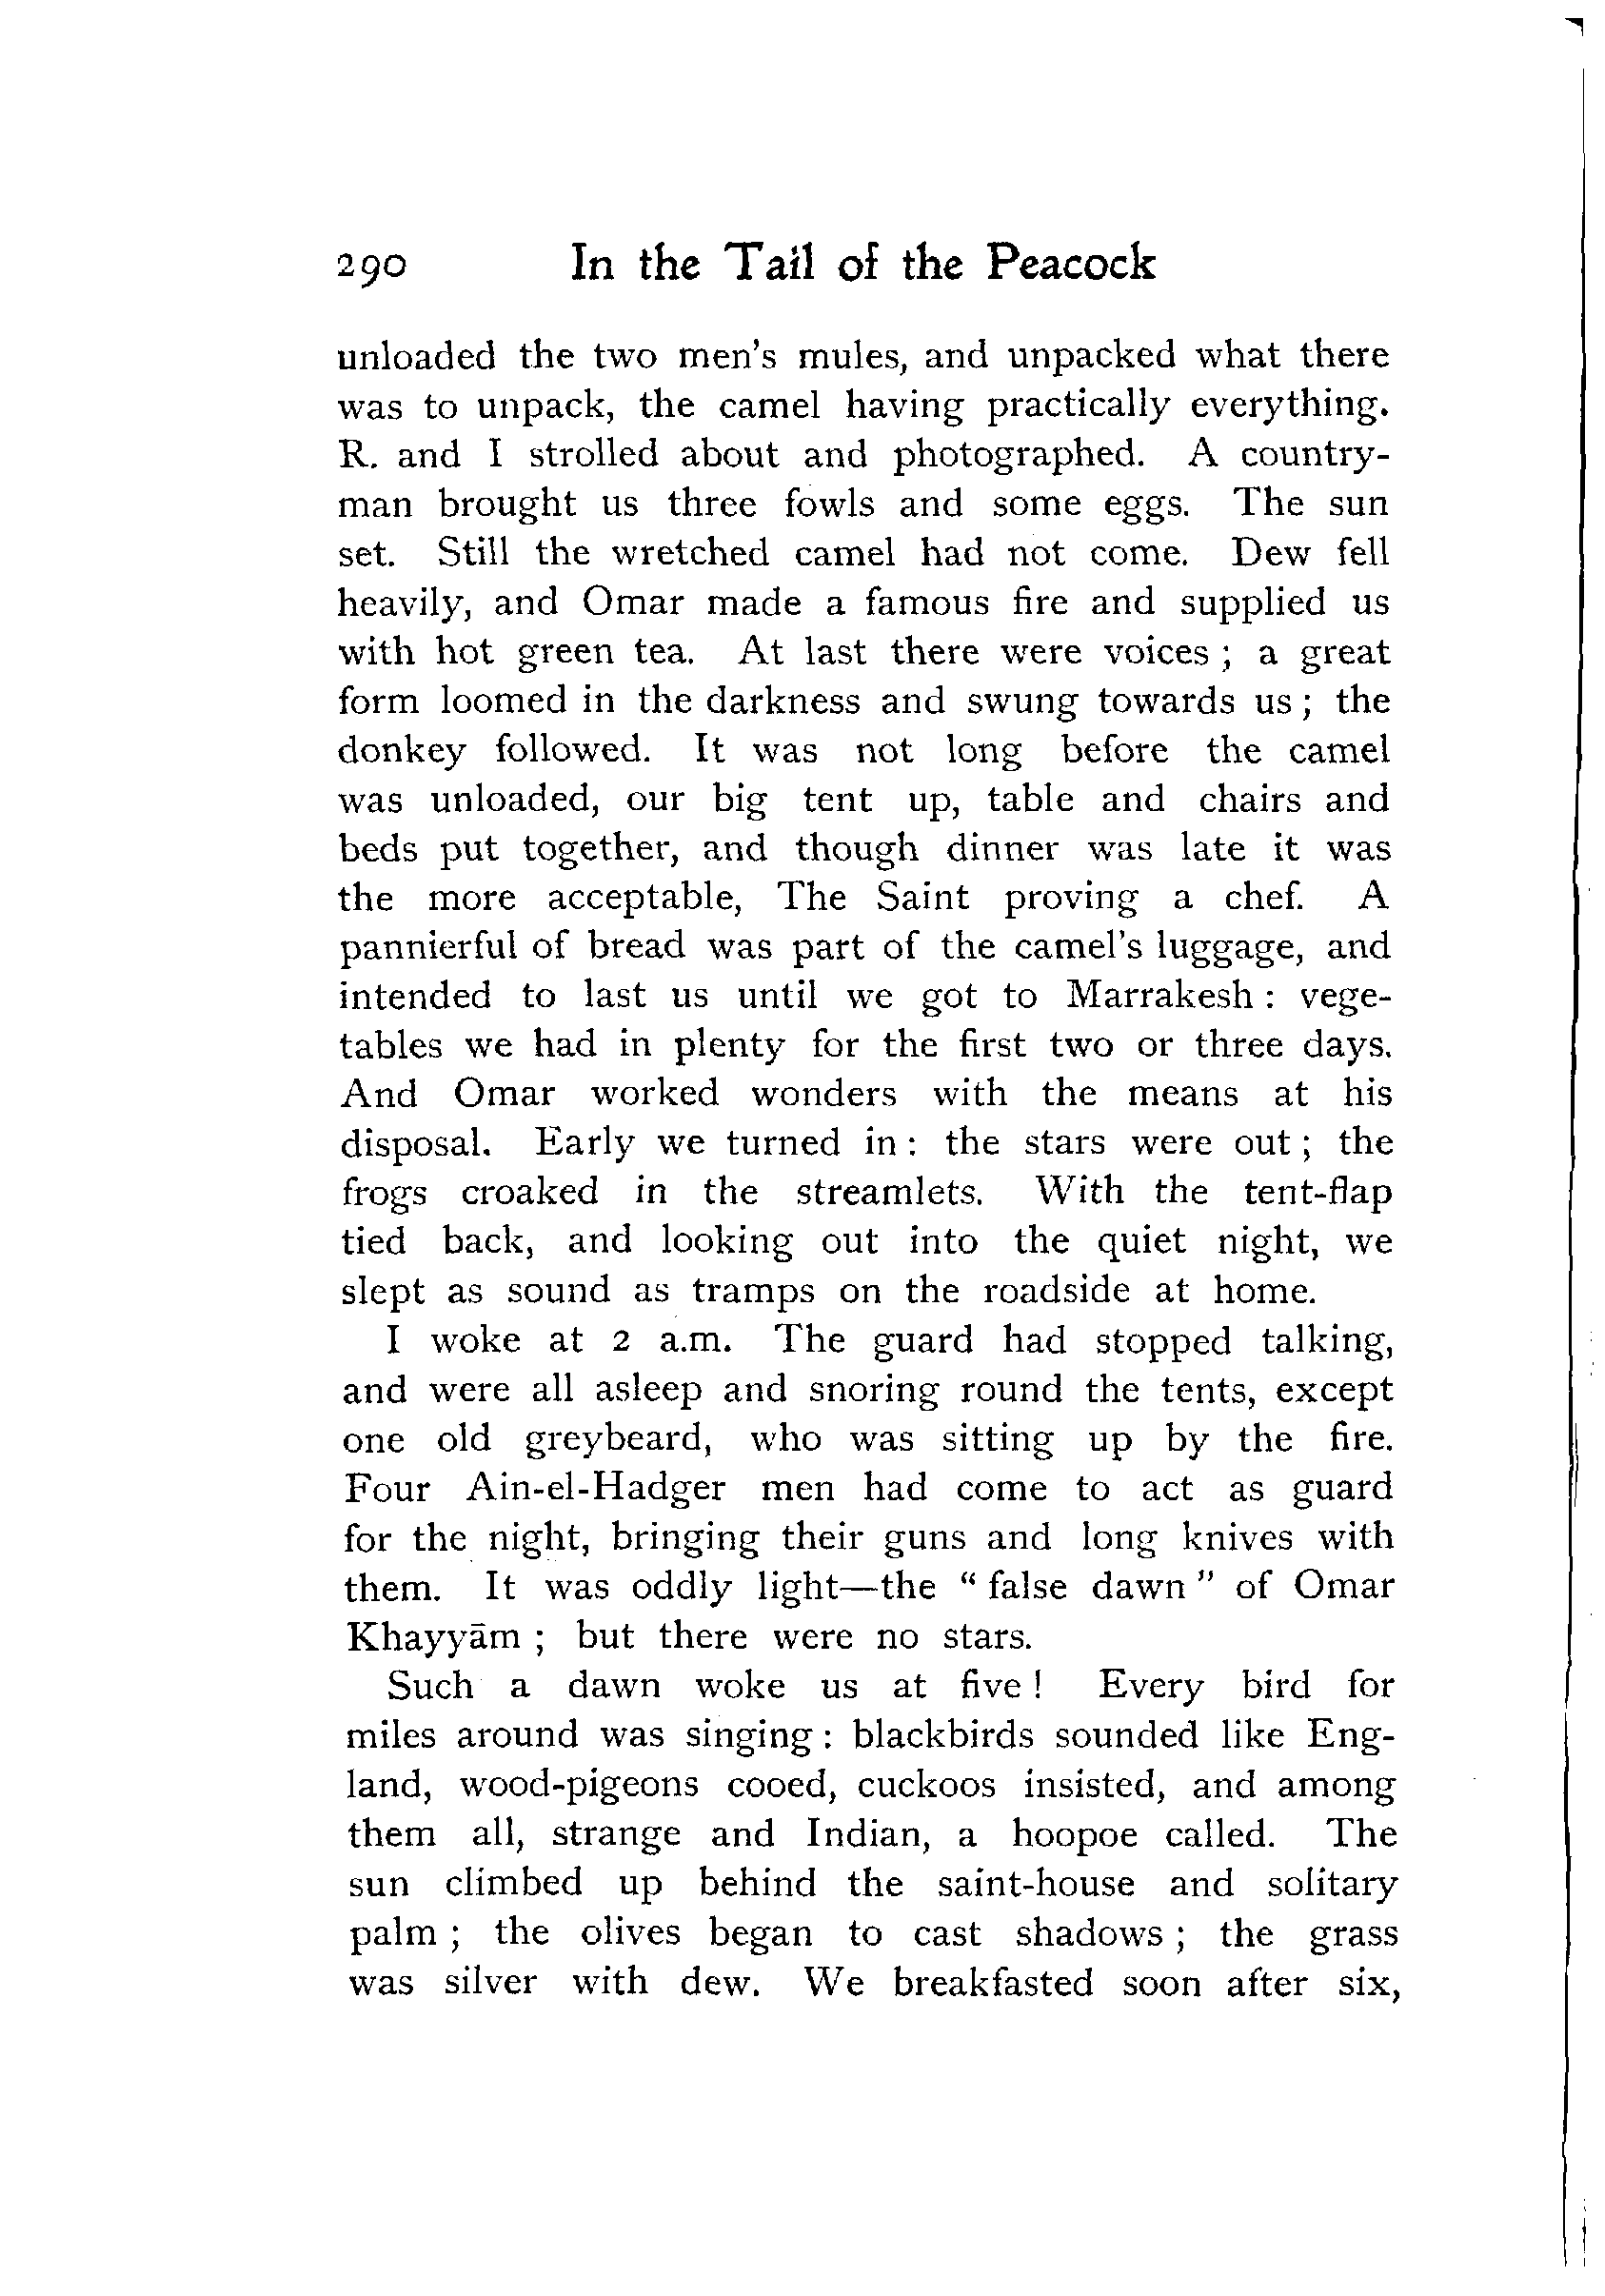 290 In the Tail of the Peacock
unloaded the two men's mules, and unpacked what there
was to unpack, the camel having practically everything.
R. and I strolled about and photographed. A country-
man brought us three fowls and some eggs. The sun
set. Still the wretched camel had not come. Dew fell
heavily, and Omar made a famous fire and supplied us
with hot green tea. At last there were voices ; a great
form loomed in the darkness and swung towards us ; the
donkey followed. It was not long before the camel
was unloaded, our big tent up, table and chairs and
beds put together, and though dinner was late it was
the more acceptable, The Saint proving a chef. A
pannierful of bread was part of the camel's luggage, and
intended to last us until we got to Marrakesh : vege-
tables we had in plenty for the first two or three days.
And Omar worked wonders with the means at his
disposal. Early we turned in : the stars were out ; the
frogs croaked in the streamlets. With the tent-flap
tied back, and looking out into the quiet night, we
slept as sound as tramps on the roadside at home.
I woke at 2 a.m. The guard had stopped talking,
and were all asleep and snoring round the tents, except
one old greybeard, who was sitting up by the fire.
Four Ain-el-Hadger men had come to act as guard
for the night, bringing their guns and long knives with
them. It was oddly light—the “ false dawn ” of Omar
Khayyām ; but there were no stars.
Such a dawn woke us at five ! Every bird for
miles around was singing : blackbirds sounded like Eng-
land, wood-pigeons cooed, cuckoos insisted, and among
them all, strange and Indian, a hoopoe called. The
sun climbed up behind the saint-house and solitary
palm ; the olives began to cast shadows ; the grass
was silver with dew. We breakfasted soon after six,